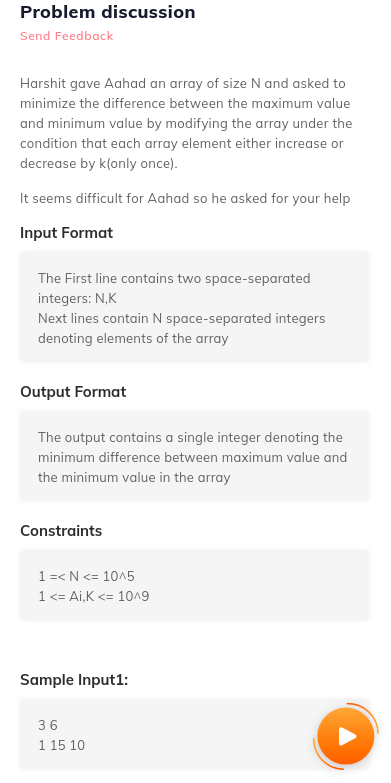 Problem discussion
Send Feedback
Harshit gave Aahad an array of size N and asked to
minimize the difference between the maximum value
and minimum value by modifying the array under the
condition that each array element either increase or
decrease by k(only once).
It seems difficult for Aahad so he asked for your help
Input Format
The First line contains two space-separated
integers: N,K
Next lines contain N space-separated integers
denoting elements of the array
Output Format
The output contains a single integer denoting the
minimum difference between maximum value and
the minimum value in the array
Constraints
1 =< N <= 10^5
1 <= Ai,K <= 10^9
Sample Input1:
3 6
1 15 10